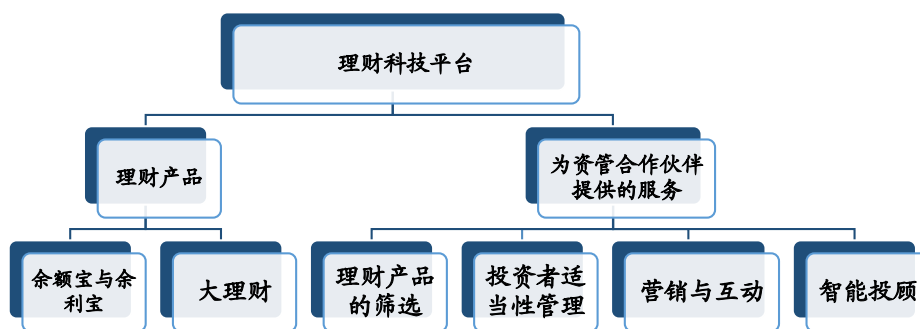 理财科技平台
理财产品
为资管合作伙伴
提供的服务
余额宝与余
利宝
大理财
理财产品
的筛选
投资者适
当性管理
营销与互动
智能投顾